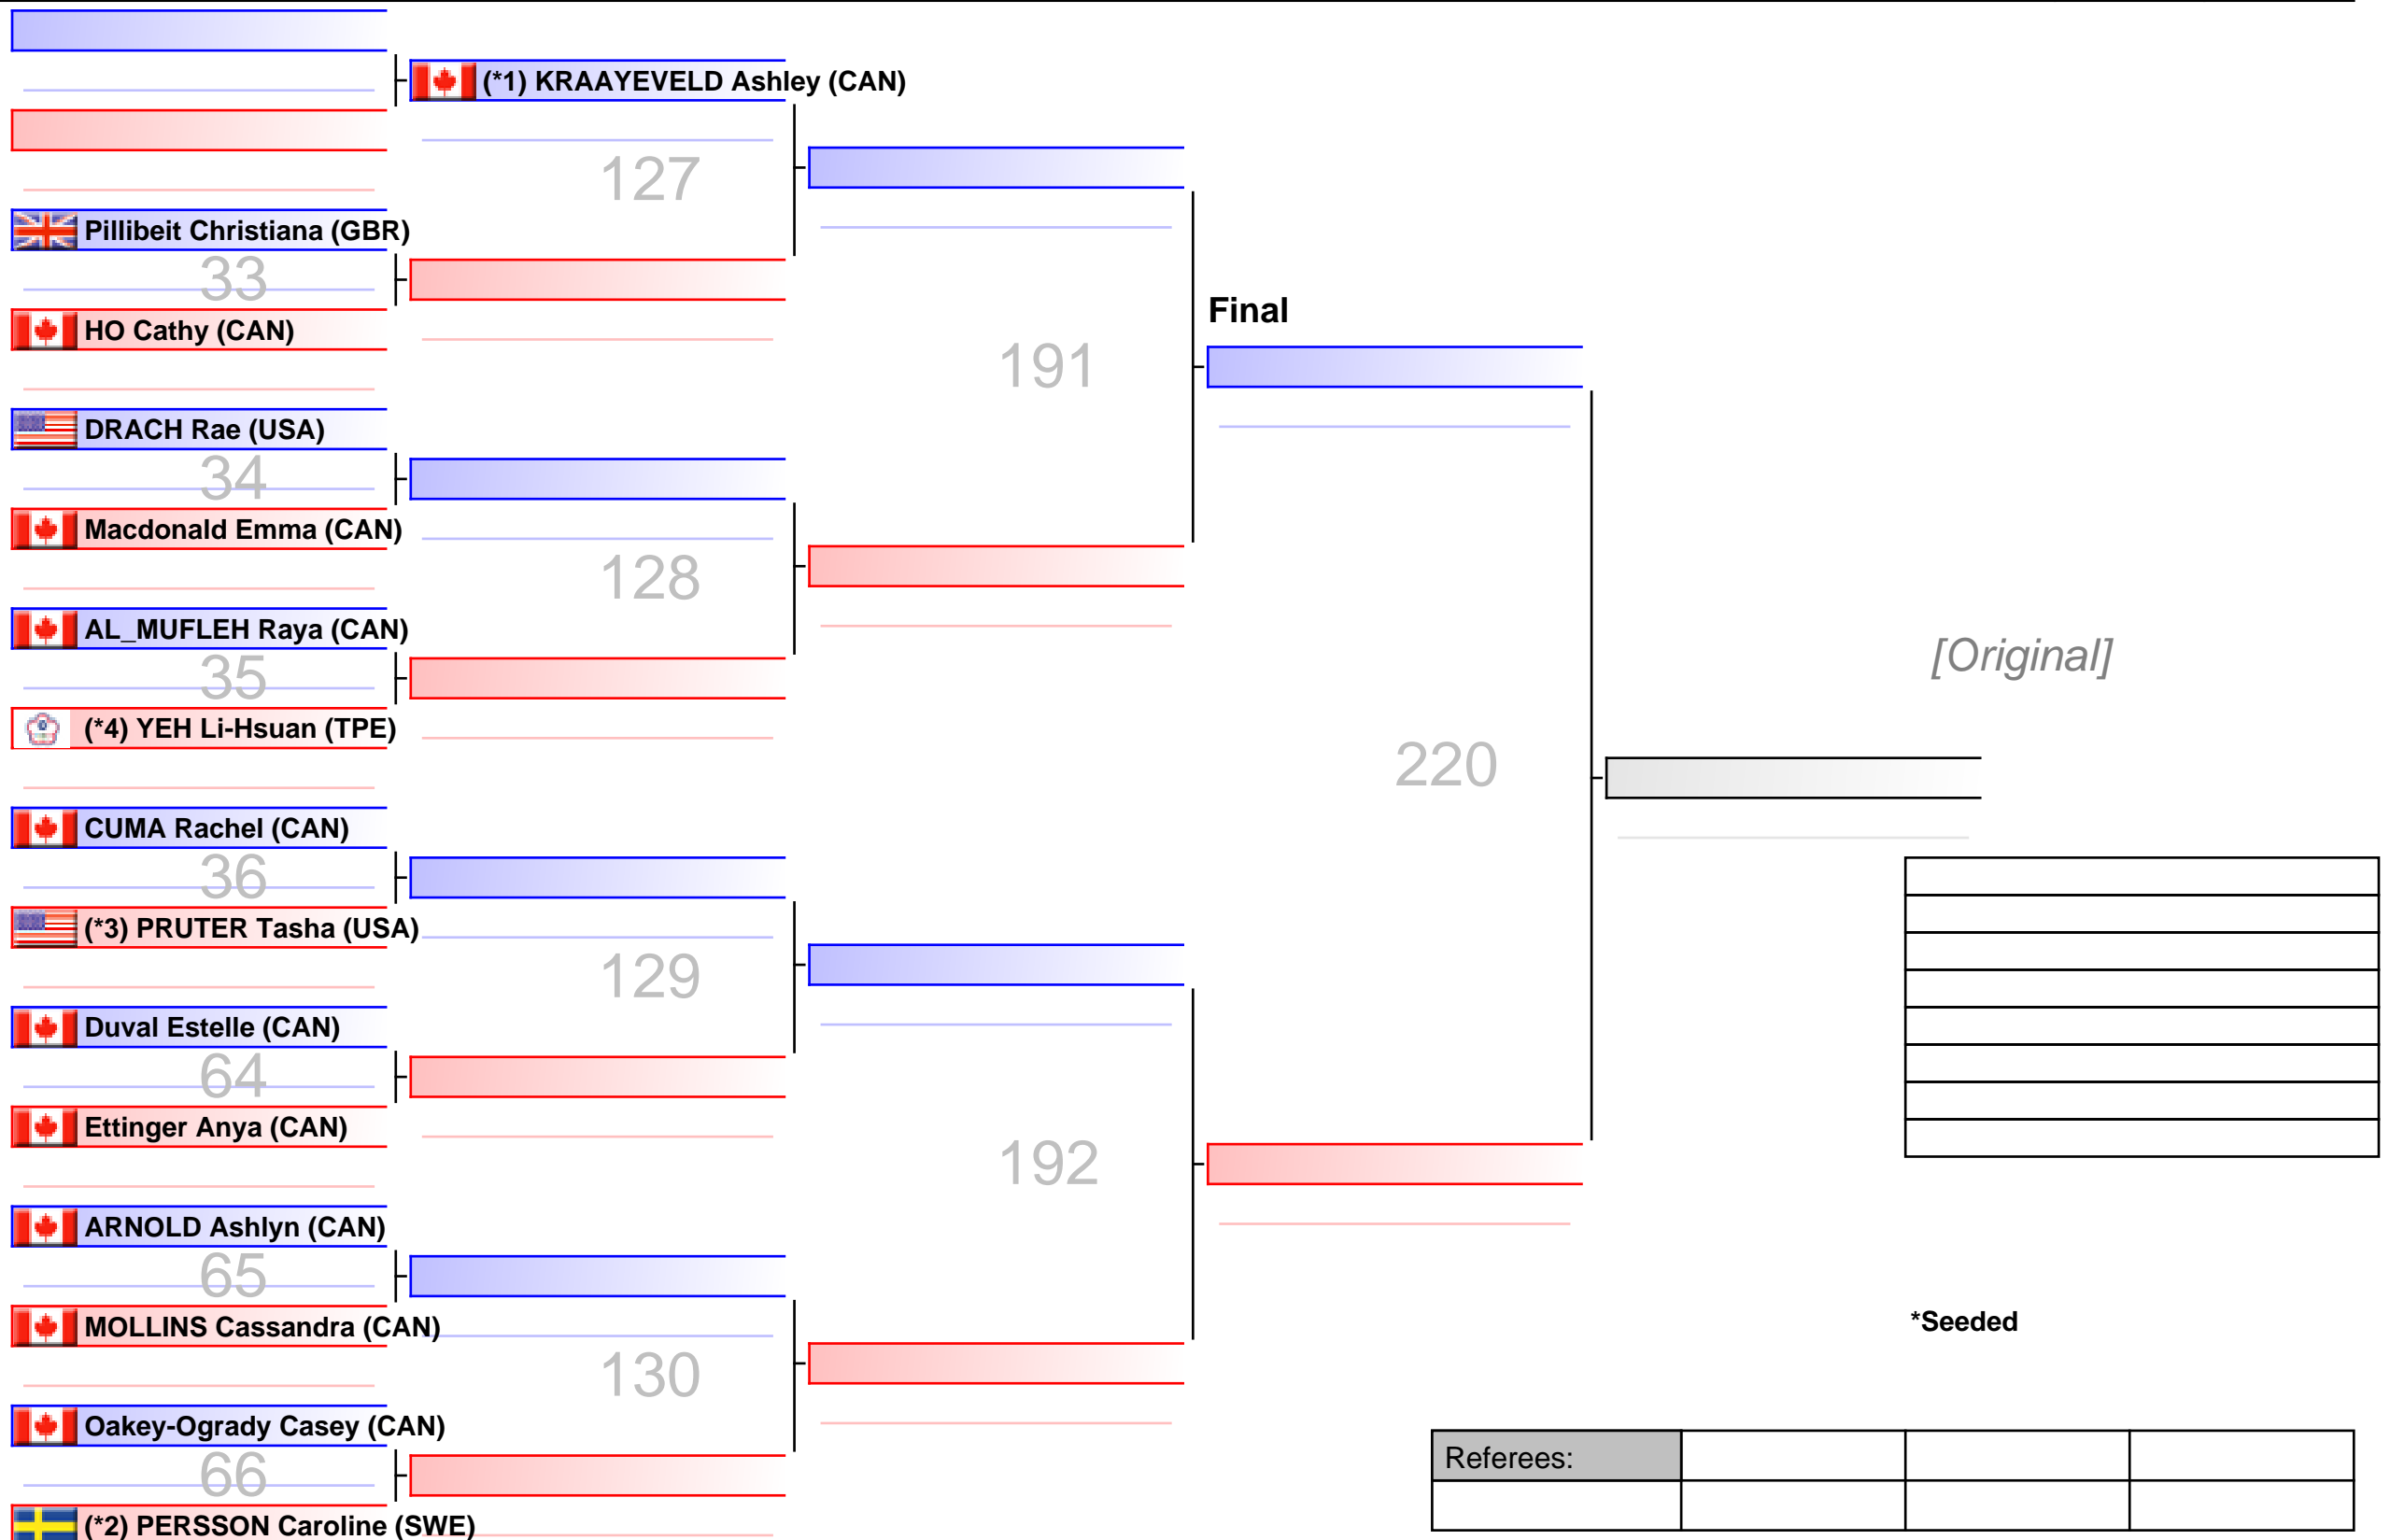 (*1) KRAAYEVELD Ashley (CAN)
127
Pillibeit Christiana (GBR)
33
HO Cathy (CAN)
Final
191
DRACH Rae (USA)
34
Macdonald Emma (CAN)
128
AL_MUFLEH Raya (CAN)
[Original]
35
(*4) YEH Li-Hsuan (TPE)
220
CUMA Rachel (CAN)
36
(*3) PRUTER Tasha (USA)
129
Duval Estelle (CAN)
64
Ettinger Anya (CAN)
192
ARNOLD Ashlyn (CAN)
65
MOLLINS Cassandra (CAN)
*Seeded
130
Oakey-Ogrady Casey (CAN)
66
Referees:
(*2) PERSSON Caroline (SWE)